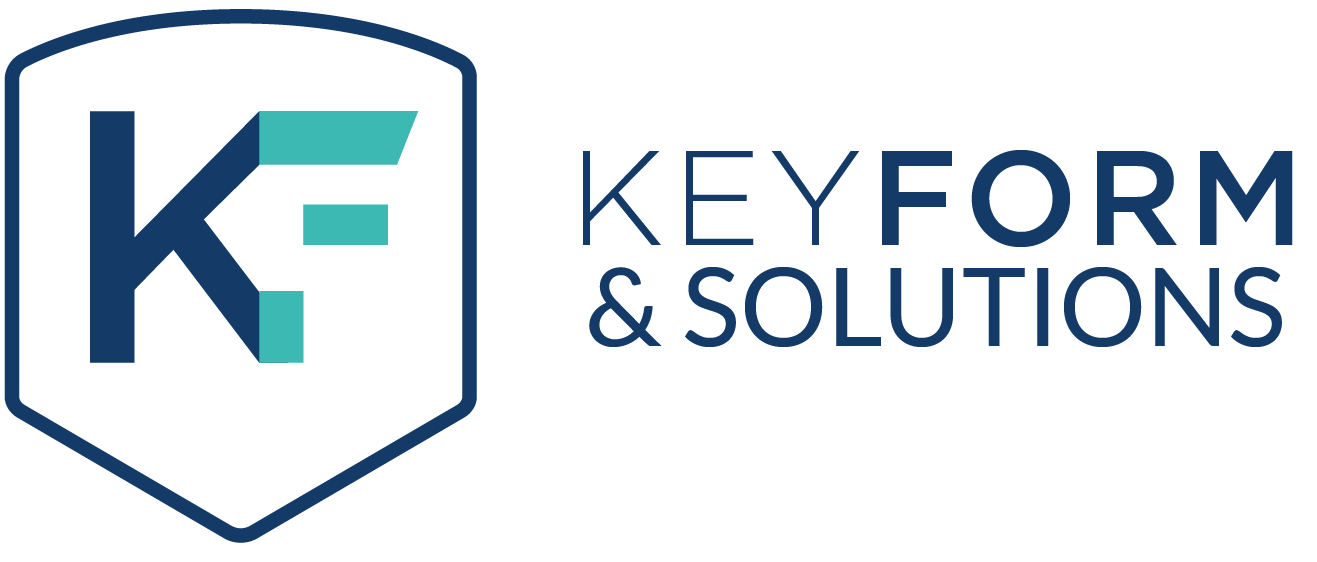 KF
KEYFORM
& SOLUTIONS